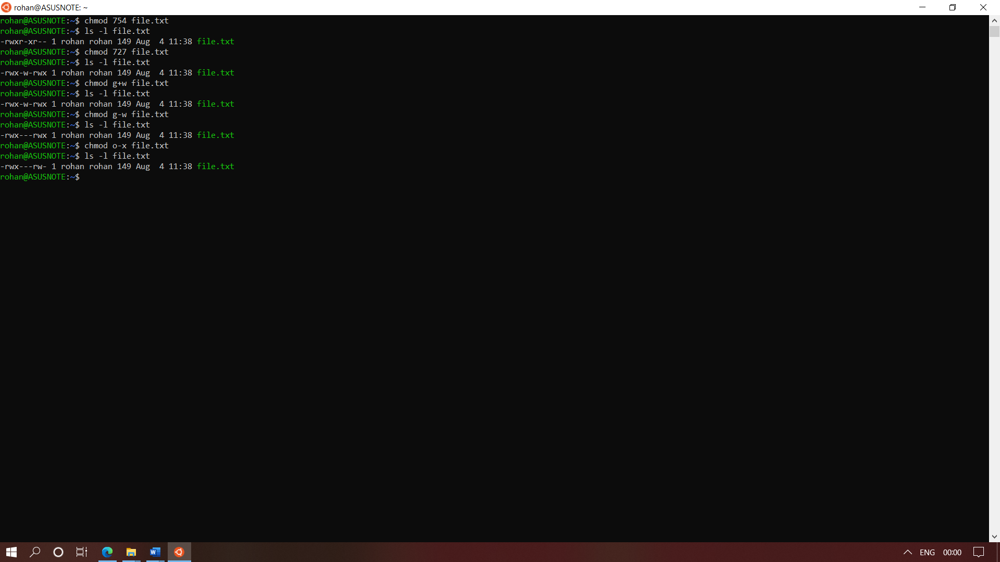 rohan@ASUSNOTE: ~
rohan@ASUSNOTE:~$ chmod 754 file.txt
rohan@ASUSNOTE:~$ ls -l file.txt
-rwxr-xr-- 1 rohan rohan 149 Aug  4 11:38 file.txt
rohan@ASUSNOTE:~$ chmod 727 file.txt
rohan@ASUSNOTE:~$ ls -l file.txt
-rwx-w-rwx 1 rohan rohan 149 Aug  4 11:38 file.txt
rohan@ASUSNOTE:~$ chmod g+w file.txt
rohan@ASUSNOTE:~$ ls -l file.txt
-rwx-w-rwx 1 rohan rohan 149 Aug  4 11:38 file.txt
rohan@ASUSNOTE:~$ chmod g-w file.txt
rohan@ASUSNOTE:~$ ls -l file.txt
-rwx---rwx 1 rohan rohan 149 Aug  4 11:38 file.txt
rohan@ASUSNOTE:~$ chmod o-x file.txt
rohan@ASUSNOTE:~$ ls -l file.txt
-rwx---rw- 1 rohan rohan 149 Aug  4 11:38 file.txt
rohan@ASUSNOTE:~$
W
ENG 00:00